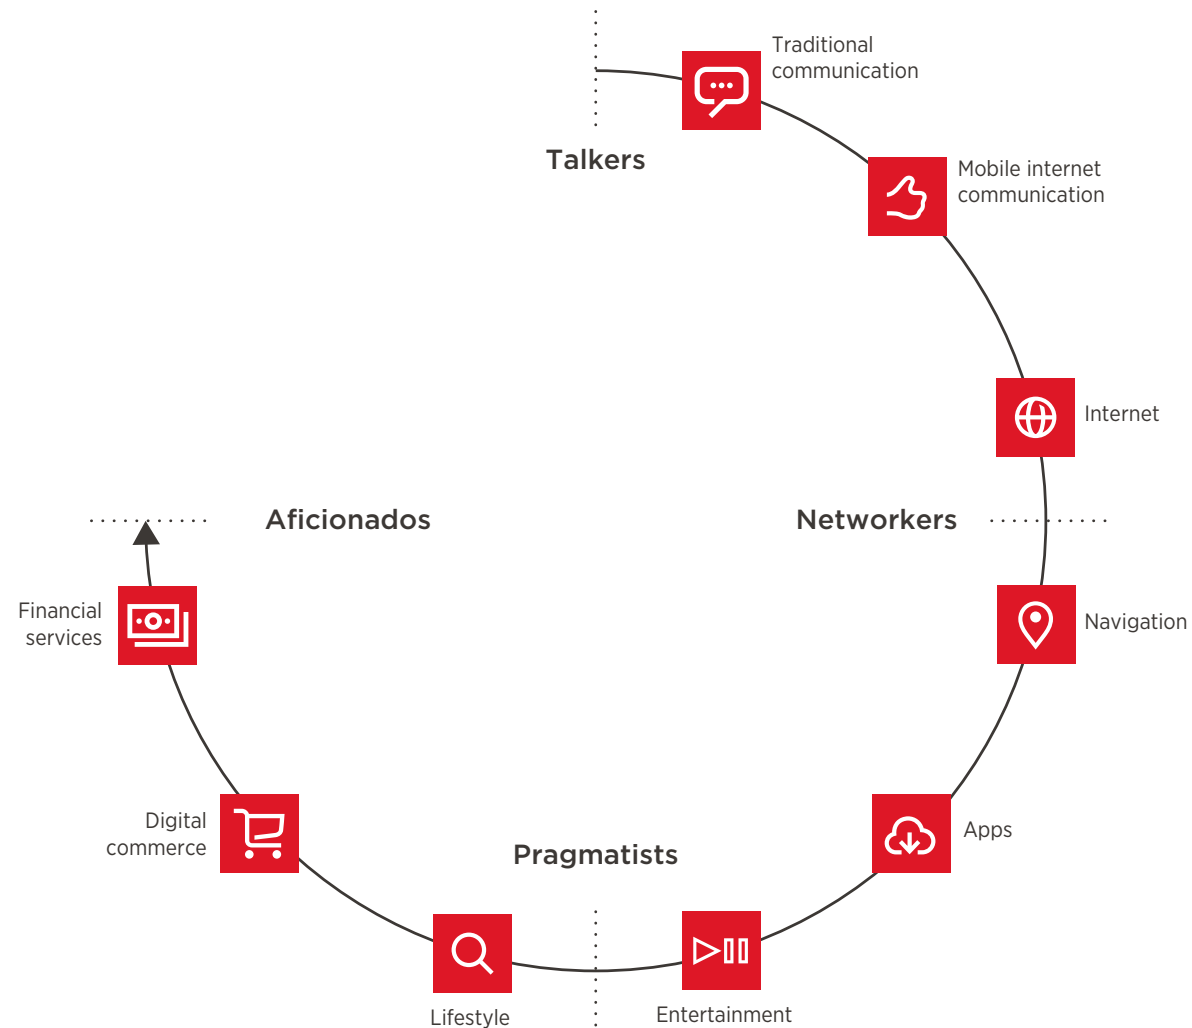 Traditional
communication
Talkers
Mobile internet
communication
Internet
Aficionados
Networkers
Financial
services
Navigation
Digital
commerce
Apps
Pragmatists
Lifestyle
Entertainment